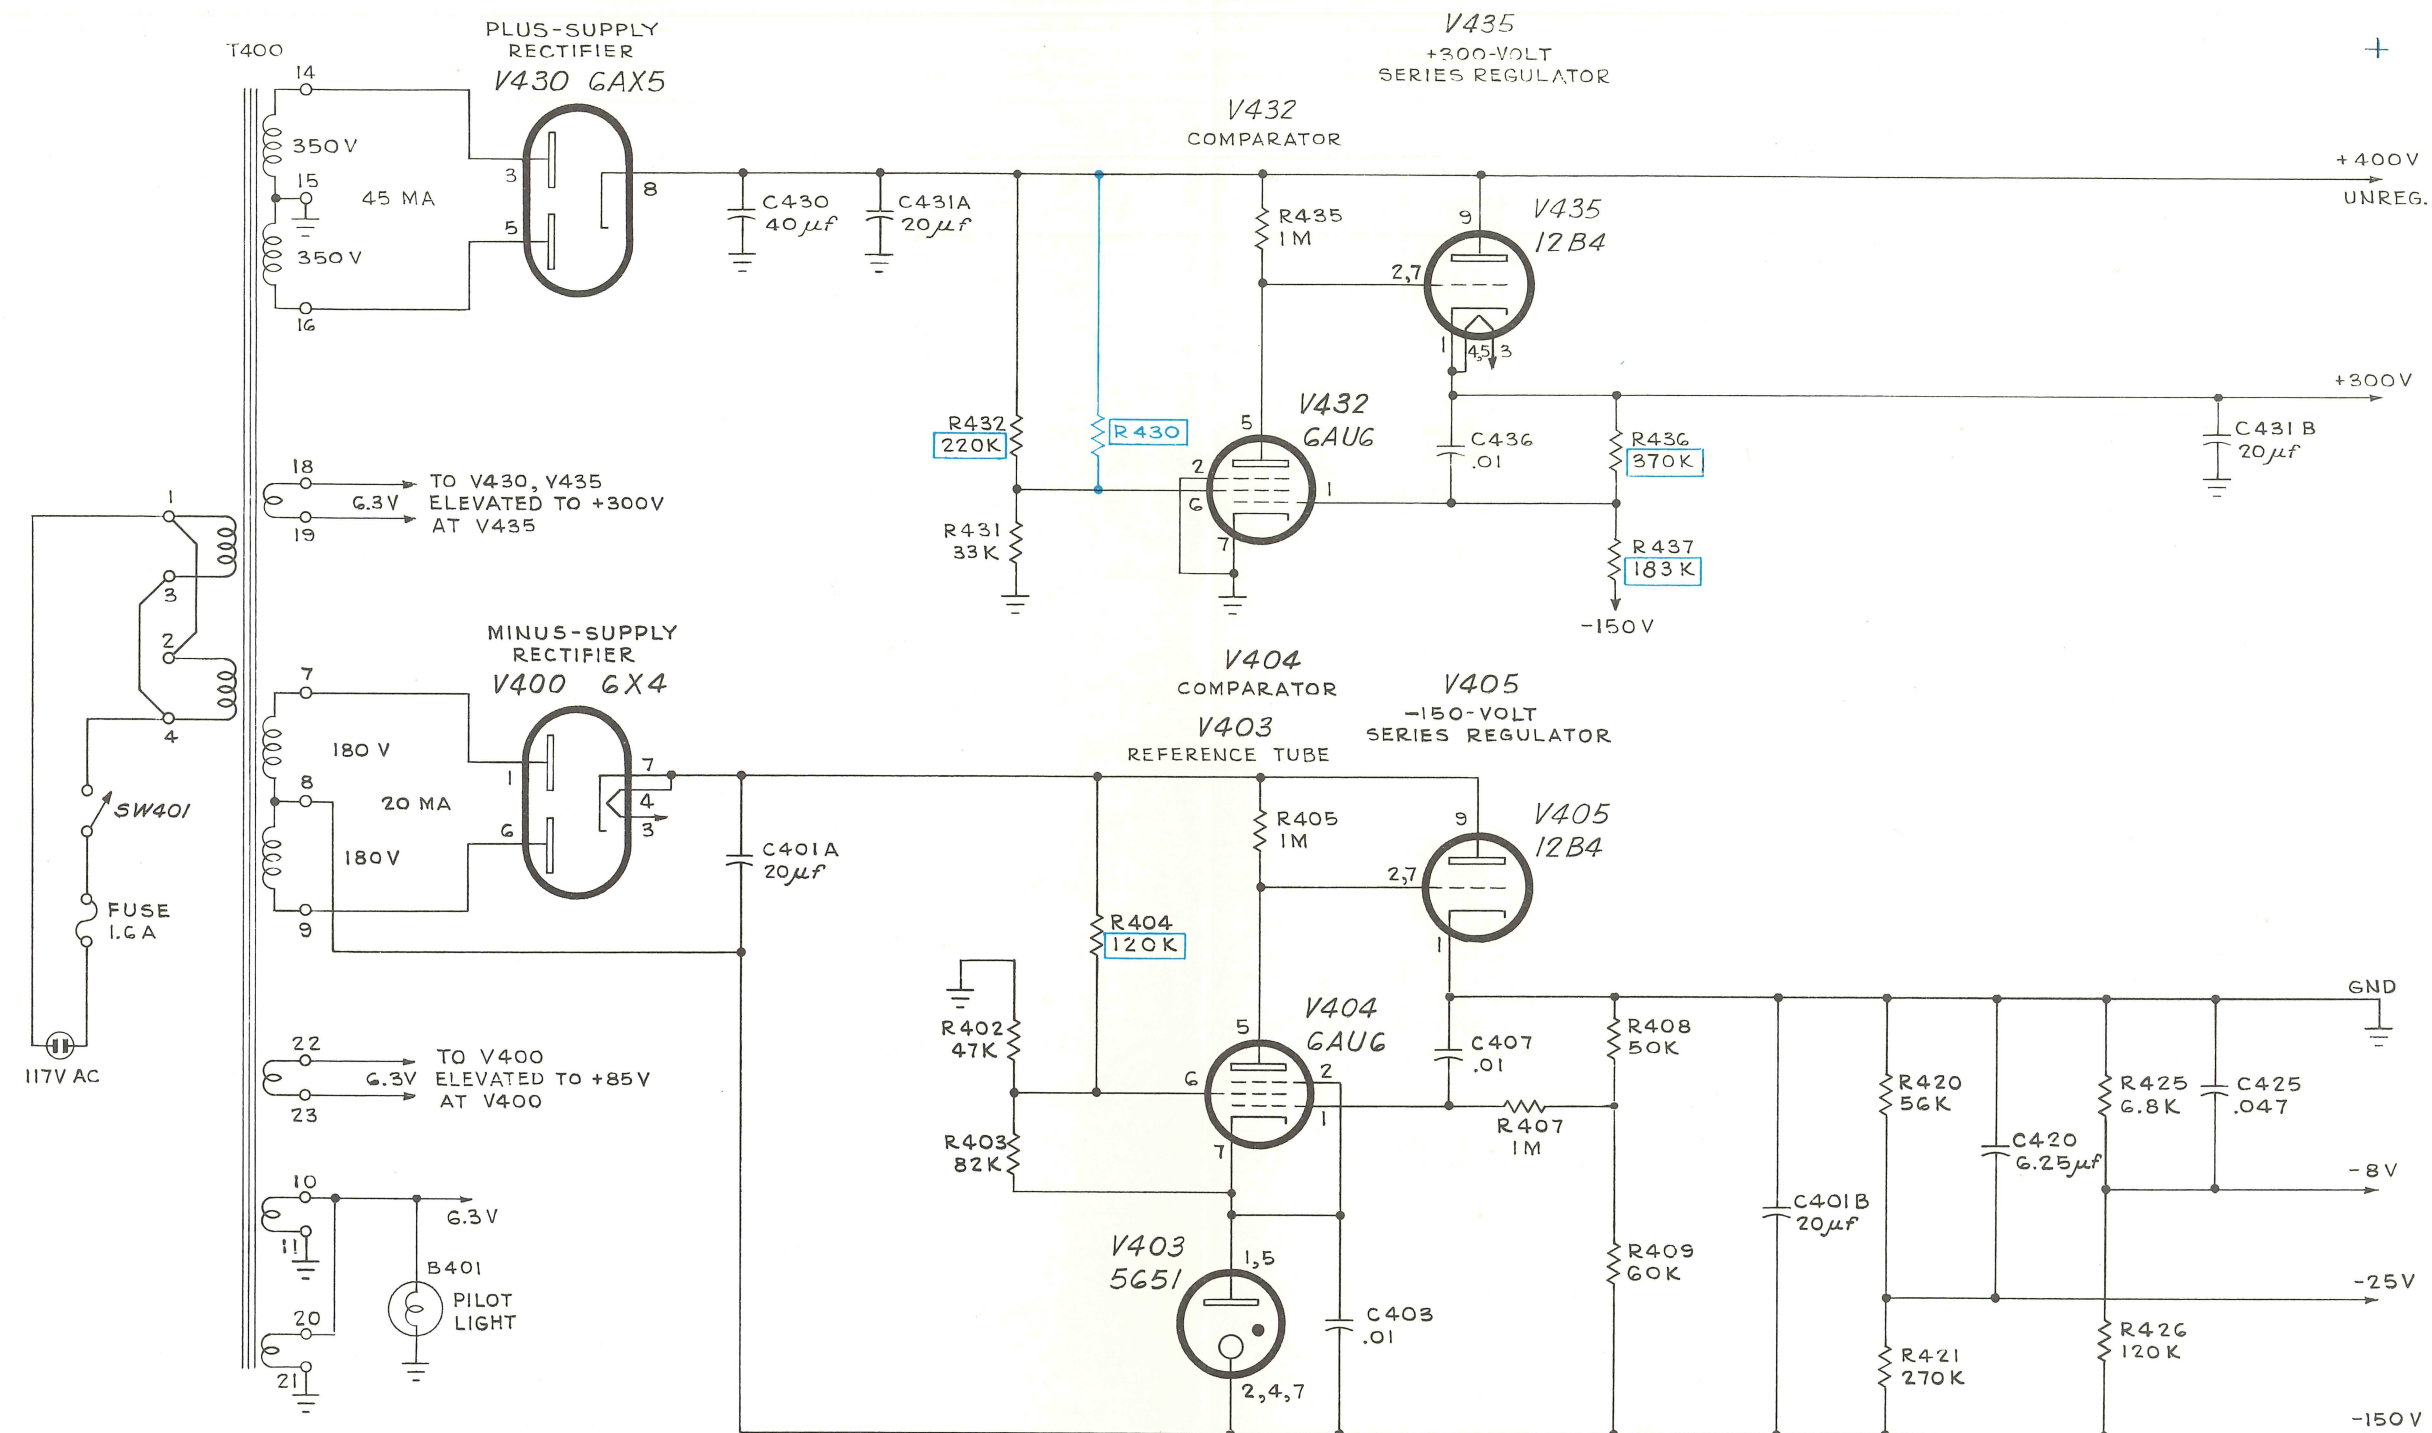 T400
PLUS-SUPPLY
RECTIFIER
V430 6AX5
V435
+300-VOLT
SERIES REGULATOR
V432
COMPARATOR
14
350V
15
45 MA
350V
16
3
5
8
C430
40µf
C431A
20µf
R435
1M
9
V435
12B4
2,7
1
4,5
3
+400V
UNREG.
+300V
R432
220K
R430
R431
33K
V432
6AU6
5
2
6
7
1
C436
.01
R436
370K
R437
183K
-150V
C431B
20µf
18
6.3V
19
TO V430, V435
ELEVATED TO +300V
AT V435
1
3
2
4
SW401
FUSE
1.6A
117V AC
MINUS-SUPPLY
RECTIFIER
V400 6X4
7
180V
8
20 MA
180V
9
1
6
7
4
3
C401A
20µf
V404
COMPARATOR
V403
REFERENCE TUBE
V405
-150-VOLT
SERIES REGULATOR
R405
1M
9
V405
12B4
2,7
1
R404
120K
R402
47K
R403
82K
V404
6AU6
5
6
2
1
7
C407
.01
R407
1M
R408
50K
R409
60K
V403
5651
1,5
2,4,7
C403
.01
C401B
20µf
R420
56K
C420
6.25µf
R421
270K
R425
6.8K
C425
.047
R426
120K
GND
-8V
-25V
-150V
22
6.3V
23
TO V400
ELEVATED TO +85V
AT V400
10
6.3V
11
B401
PILOT
LIGHT
20
21